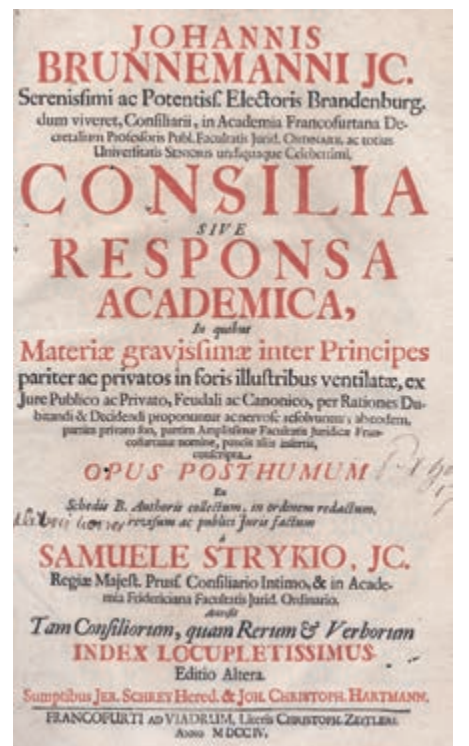 JOHANNIS
BRUNNEMANNI JC.
Serenissimi ac Potentiss. Electoris Brandenburg.
dum viveret, Consiliarii, in Academia Francofurtana De-
cretalium Professoris Publ. Facultatis Jurid. ORDINARII, ac totius
Universitatis SENIORIS undiquaque Celeberrimi,
CONSILIA
SIVE
RESPONSA
ACADEMICA,
In quibus
Materiæ gravissimæ inter Principes
pariter ac privatos in foris illustribus ventilatæ, ex
Jure Publico ac Privato, Feudali ac Canonico, per Rationes Du-
bitandi & Decidendi proponuntur ac nervose resolvuntur; ab eodem,
partim privato suo, partim Amplissimæ Facultatis Juridicæ Fran-
cofurtanæ nomine, paucis aliis insertis,
conscripta.
OPUS POSTHUMUM
Ex
Schedis B. Authoris collectum, in ordinem redactum,
revisum ac publici Juris factum
à
SAMUELE STRYKIO, JC.
Regiæ Majest. Pruss. Consiliario Intimo, & in Acade-
mia Fridericiana Facultatis Jurid. Ordinario.
Accessit
Tam Consiliorum, quam Rerum & Verborum
INDEX LOCUPLETISSIMUS.
Editio Altera.
Sumptibus JER. SCHREY Hered. & JOH. CHRISTOPH. HARTMANN.
FRANCOFURTI AD VIADRUM, Literis CHRISTOPH. ZEITLERI.
ANNO MDCCIV.